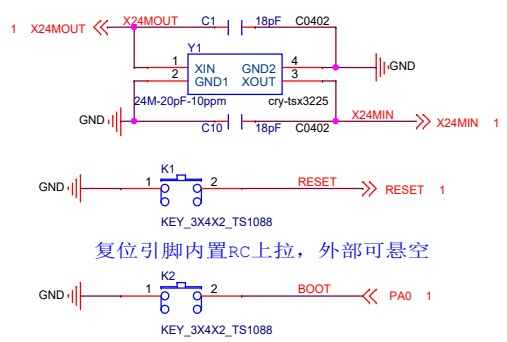 1 X24MOUT X24MOUT C1 18pF C0402
Y1
1 XIN GND2 4 GND
2 GND1 XOUT 3
24M-20pF-10ppm cry-tsx3225
GND X24MIN X24MIN 1
C10 18pF C0402
K1
GND 1 2 RESET RESET 1
KEY_3X4X2_TS1088
复位引脚内置RC上拉，外部可悬空
K2
GND 1 2 BOOT PA0 1
KEY_3X4X2_TS1088